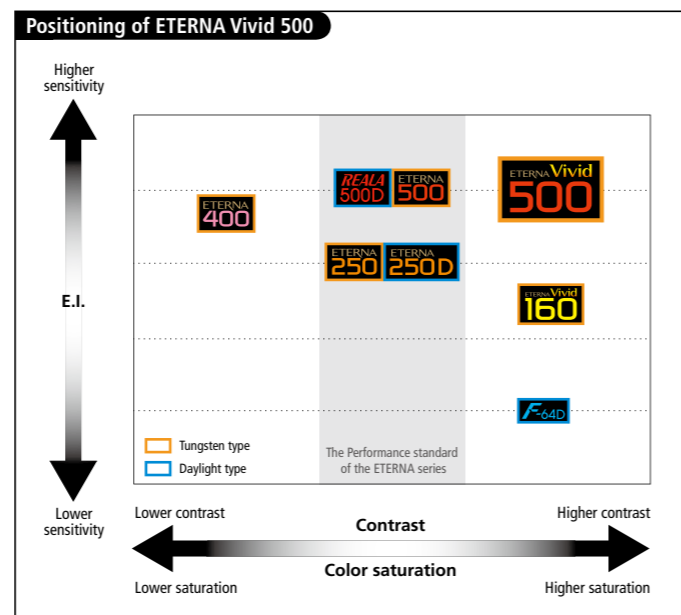 Positioning of ETERNA Vivid 500
Higher
sensitivity
REALA
500D
ETERNA
500
ETERNA Vivid
500
ETERNA
400
ETERNA
250
ETERNA
250D
E.I.
ETERNA Vivid
160
F-64D
Tungsten type
Daylight type
The Performance standard
of the ETERNA series
Lower
sensitivity
Lower contrast
Contrast
Higher contrast
Lower saturation
Color saturation
Higher saturation